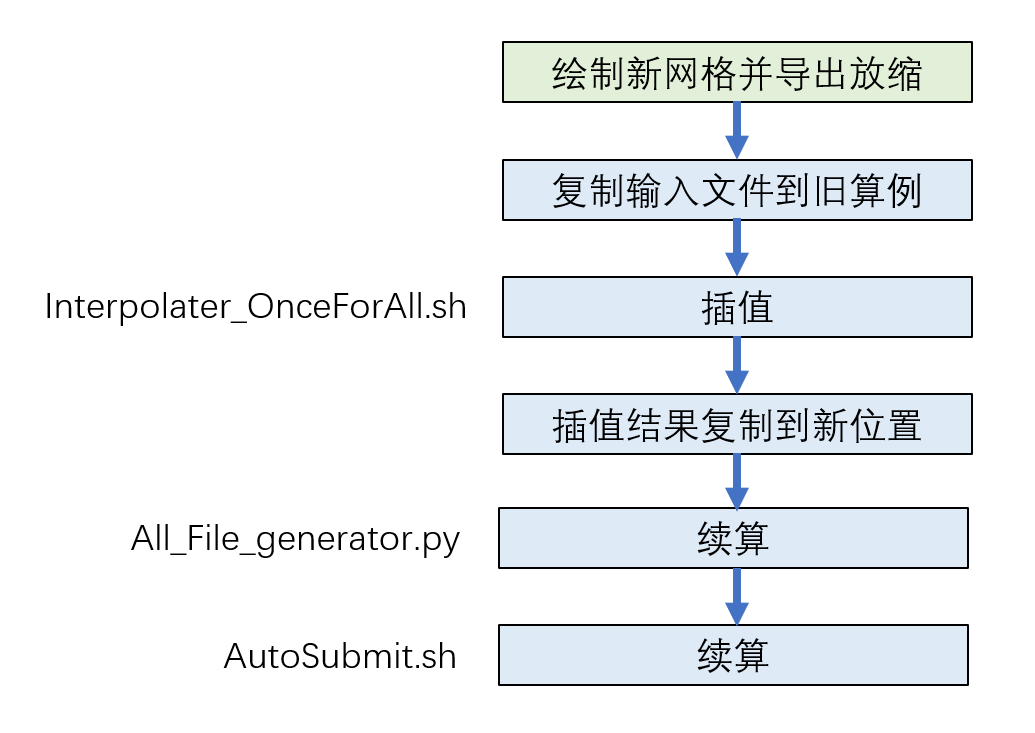 绘制新网格并导出放缩
复制输入文件到旧算例
Interpolater_OnceForAll.sh
插值
插值结果复制到新位置
All_File_generator.py
续算
AutoSubmit.sh
续算